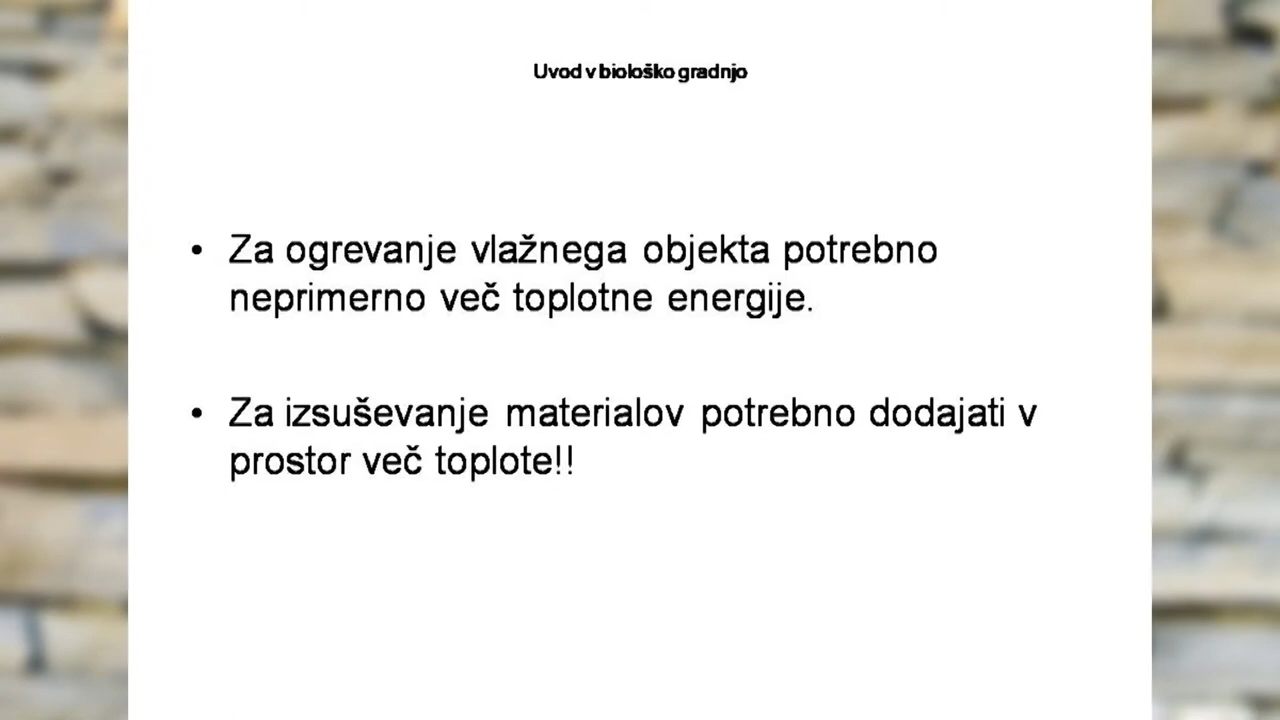 Uvod v biološko gradnjo
• Za ogrevanje vlažnega objekta potrebno
neprimerno več toplotne energije.
• Za izsuševanje materialov potrebno dodajati v
prostor več toplote!!